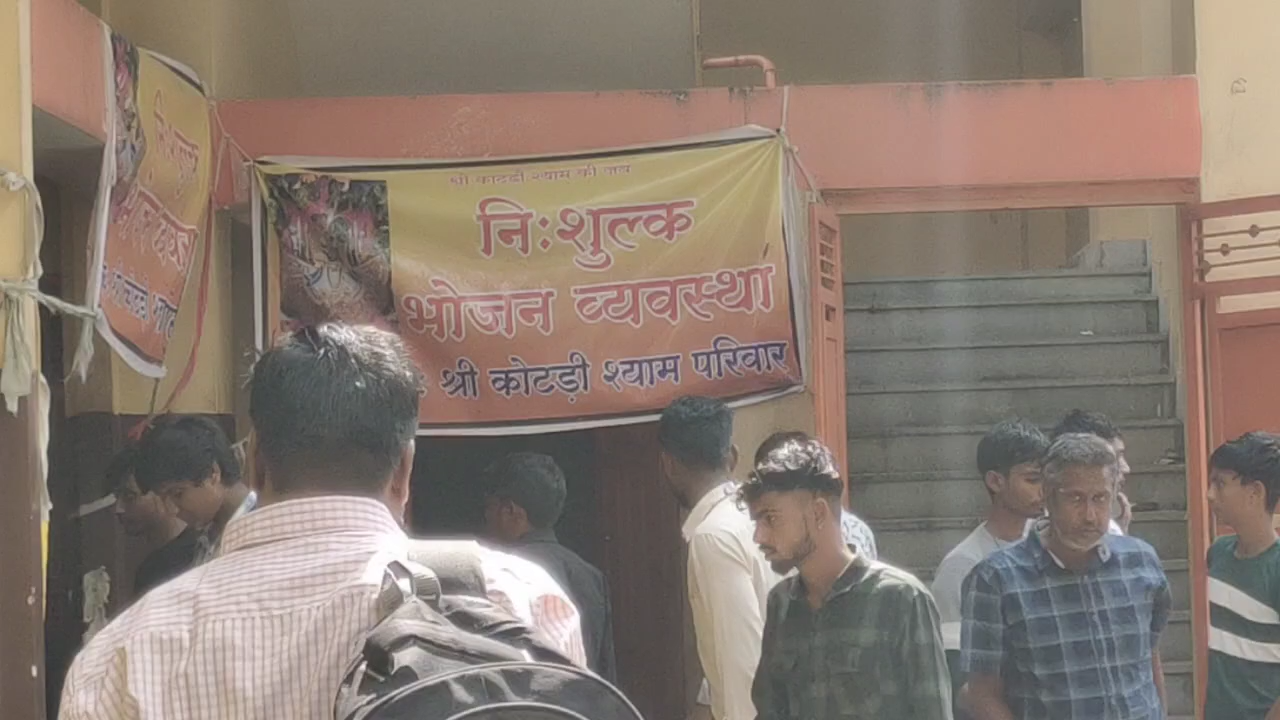 श्री कोटडी श्याम की जय
निःशुल्क
भोजन व्यवस्था
श्री कोटड़ी श्याम परिवार
निःशुल्क